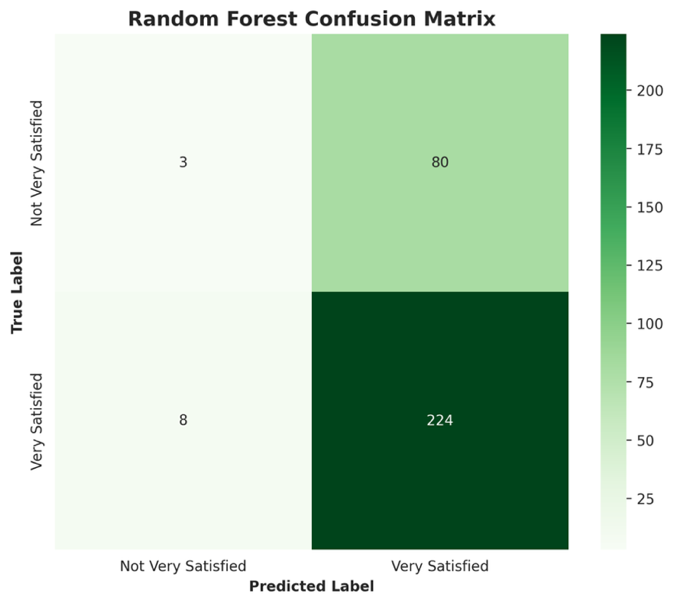 Random Forest Confusion Matrix
True Label
Not Very Satisfied
Very Satisfied
3
80
8
224
Not Very Satisfied
Very Satisfied
Predicted Label
200
175
150
125
100
75
50
25